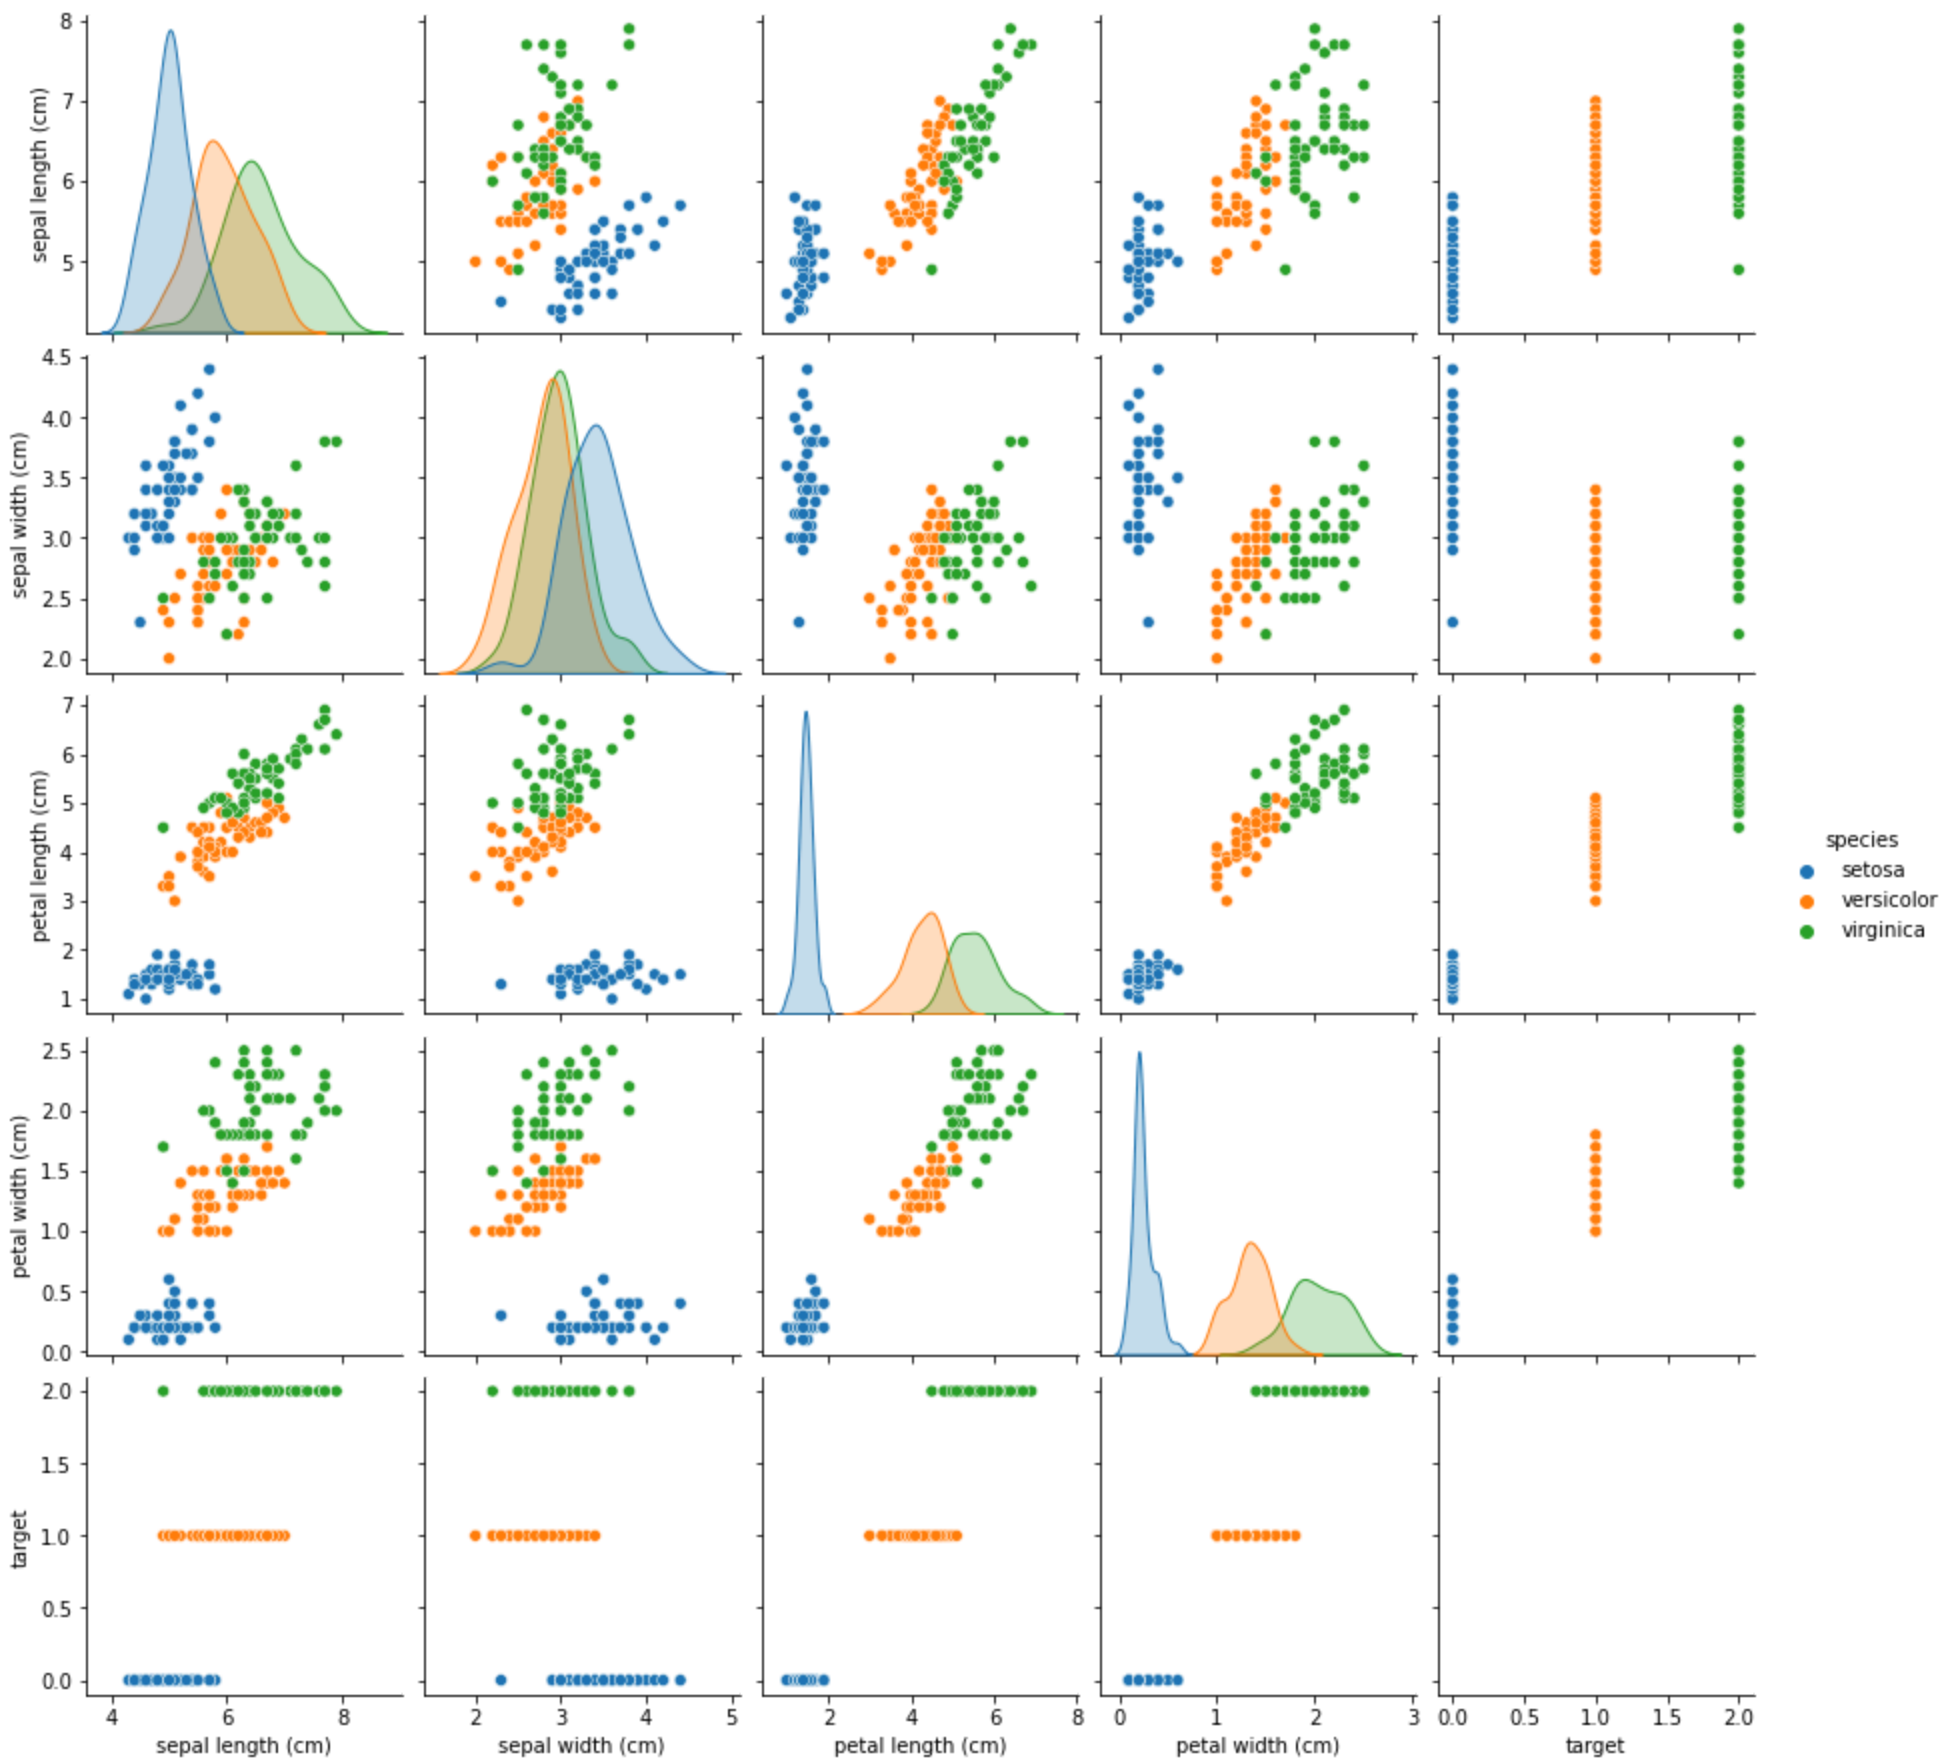 8
7
6
5
sepal length (cm)
4.5
4.0
3.5
3.0
2.5
2.0
sepal width (cm)
7
6
5
4
3
2
1
petal length (cm)
species
setosa
versicolor
virginica
2.5
2.0
1.5
1.0
0.5
0.0
petal width (cm)
2.0
1.5
1.0
0.5
0.0
target
4 6 8
2 3 4 5
2 4 6 8
0 1 2 3
0.0 0.5 1.0 1.5 2.0
sepal length (cm)
sepal width (cm)
petal length (cm)
petal width (cm)
target